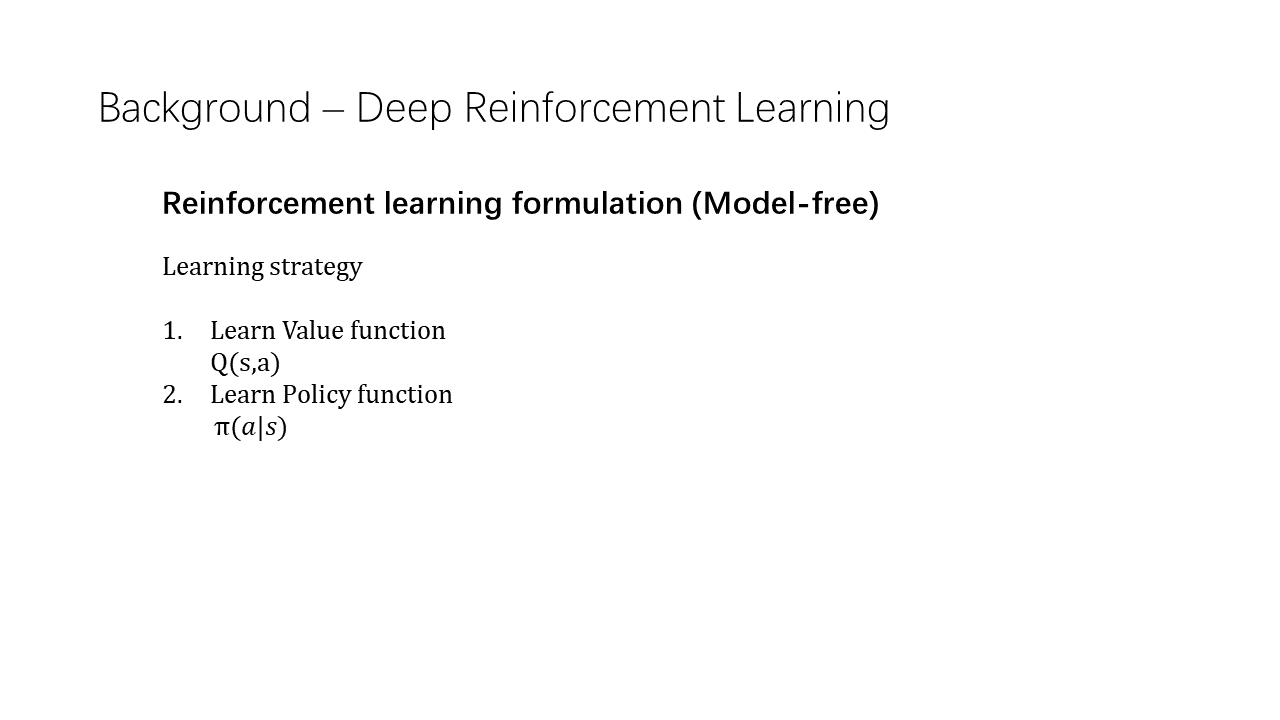 Background – Deep Reinforcement Learning
Reinforcement learning formulation (Model-free)
Learning strategy
1. Learn Value function
Q(s,a)
2. Learn Policy function
π(a|s)